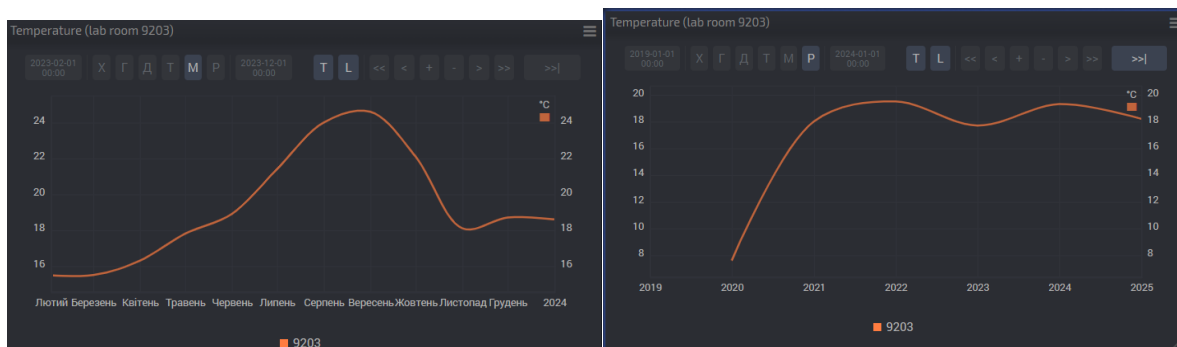 Temperature (lab room 9203)
2023-02-01 00:00 Х Г Д Т М Р 2023-12-01 00:00 T L << < + - > >> >>|
°C
24 24
22 22
20 20
18 18
16 16
Лютий Березень Квітень Травень Червень Липень Серпень Вересень Жовтень Листопад Грудень 2024
9203
Temperature (lab room 9203)
2019-01-01 00:00 Х Г Д Т М Р 2024-01-01 00:00 T L << < + - > >> >>|
20 °C 20
18 18
16 16
14 14
12 12
10 10
8 8
2019 2020 2021 2022 2023 2024 2025
9203